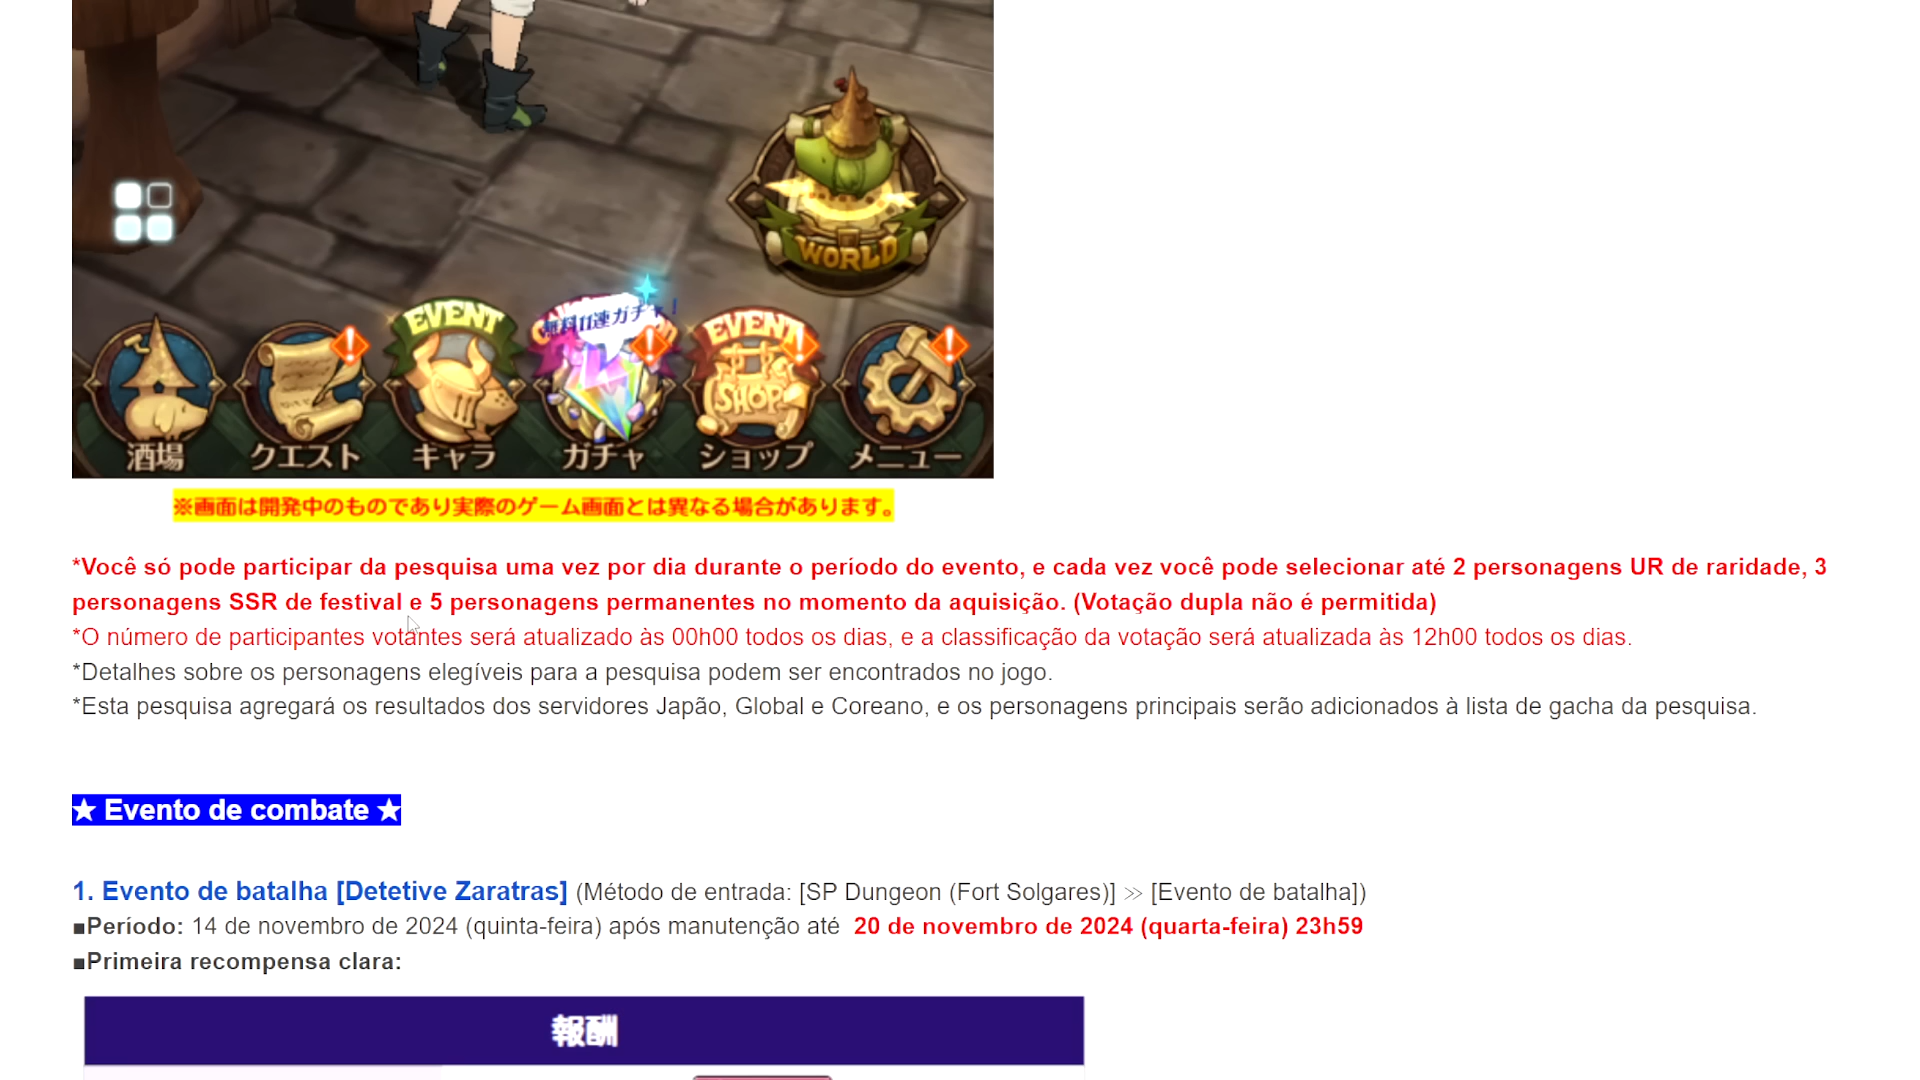 WORLD
EVENT
無料11連ガチャ!
EVENT
SHOP
酒場
クエスト
キャラ
ガチャ
ショップ
メニュー
※画面は開発中のものであり実際のゲーム画面とは異なる場合があります。
*Você só pode participar da pesquisa uma vez por dia durante o período do evento, e cada vez você pode selecionar até 2 personagens UR de raridade, 3
personagens SSR de festival e 5 personagens permanentes no momento da aquisição. (Votação dupla não é permitida)
*O número de participantes votantes será atualizado às 00h00 todos os dias, e a classificação da votação será atualizada às 12h00 todos os dias.
*Detalhes sobre os personagens elegíveis para a pesquisa podem ser encontrados no jogo.
*Esta pesquisa agregará os resultados dos servidores Japão, Global e Coreano, e os personagens principais serão adicionados à lista de gacha da pesquisa.
★ Evento de combate ★
1. Evento de batalha [Detetive Zaratras] (Método de entrada: [SP Dungeon (Fort Solgares)] ≫ [Evento de batalha])
■Período: 14 de novembro de 2024 (quinta-feira) após manutenção até 20 de novembro de 2024 (quarta-feira) 23h59
■Primeira recompensa clara:
報酬